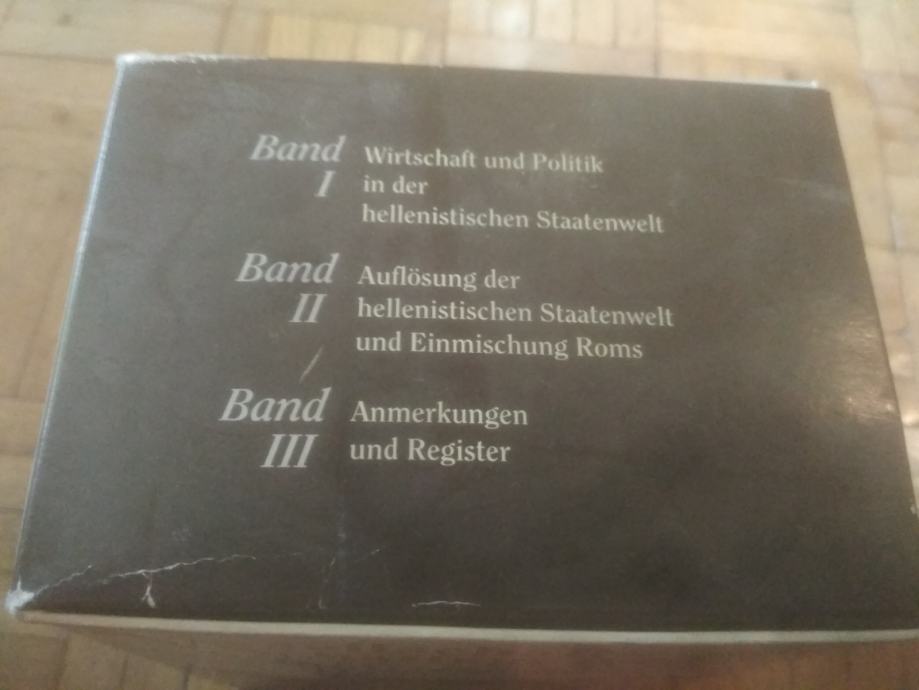 Band I Wirtschaft und Politik
in der
hellenistischen Staatenwelt
Band II Auflösung der
hellenistischen Staatenwelt
und Einmischung Roms
Band III Anmerkungen
und Register